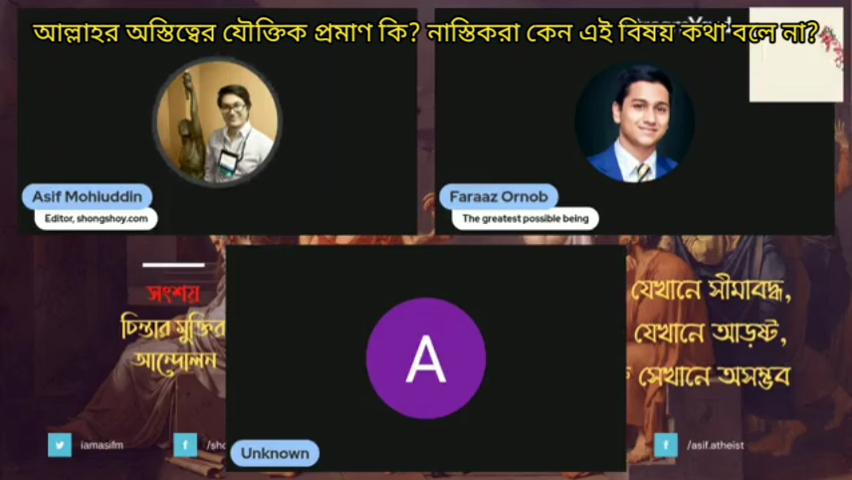 আল্লাহর অস্তিত্বের যৌক্তিক প্রমাণ কি? নাস্তিকরা কেন এই বিষয় কথা বলে না?
Asif Mohiuddin
Editor, shongshoy.com
Faraaz Ornob
The greatest possible being
সংশয়
চিন্তার মুক্তির
আন্দোলন
যেখানে সীমাবদ্ধ,
যেখানে আড়ষ্ট,
সেখানে অসম্ভব
A
Unknown
iamasifm
/sho
/asif.atheist